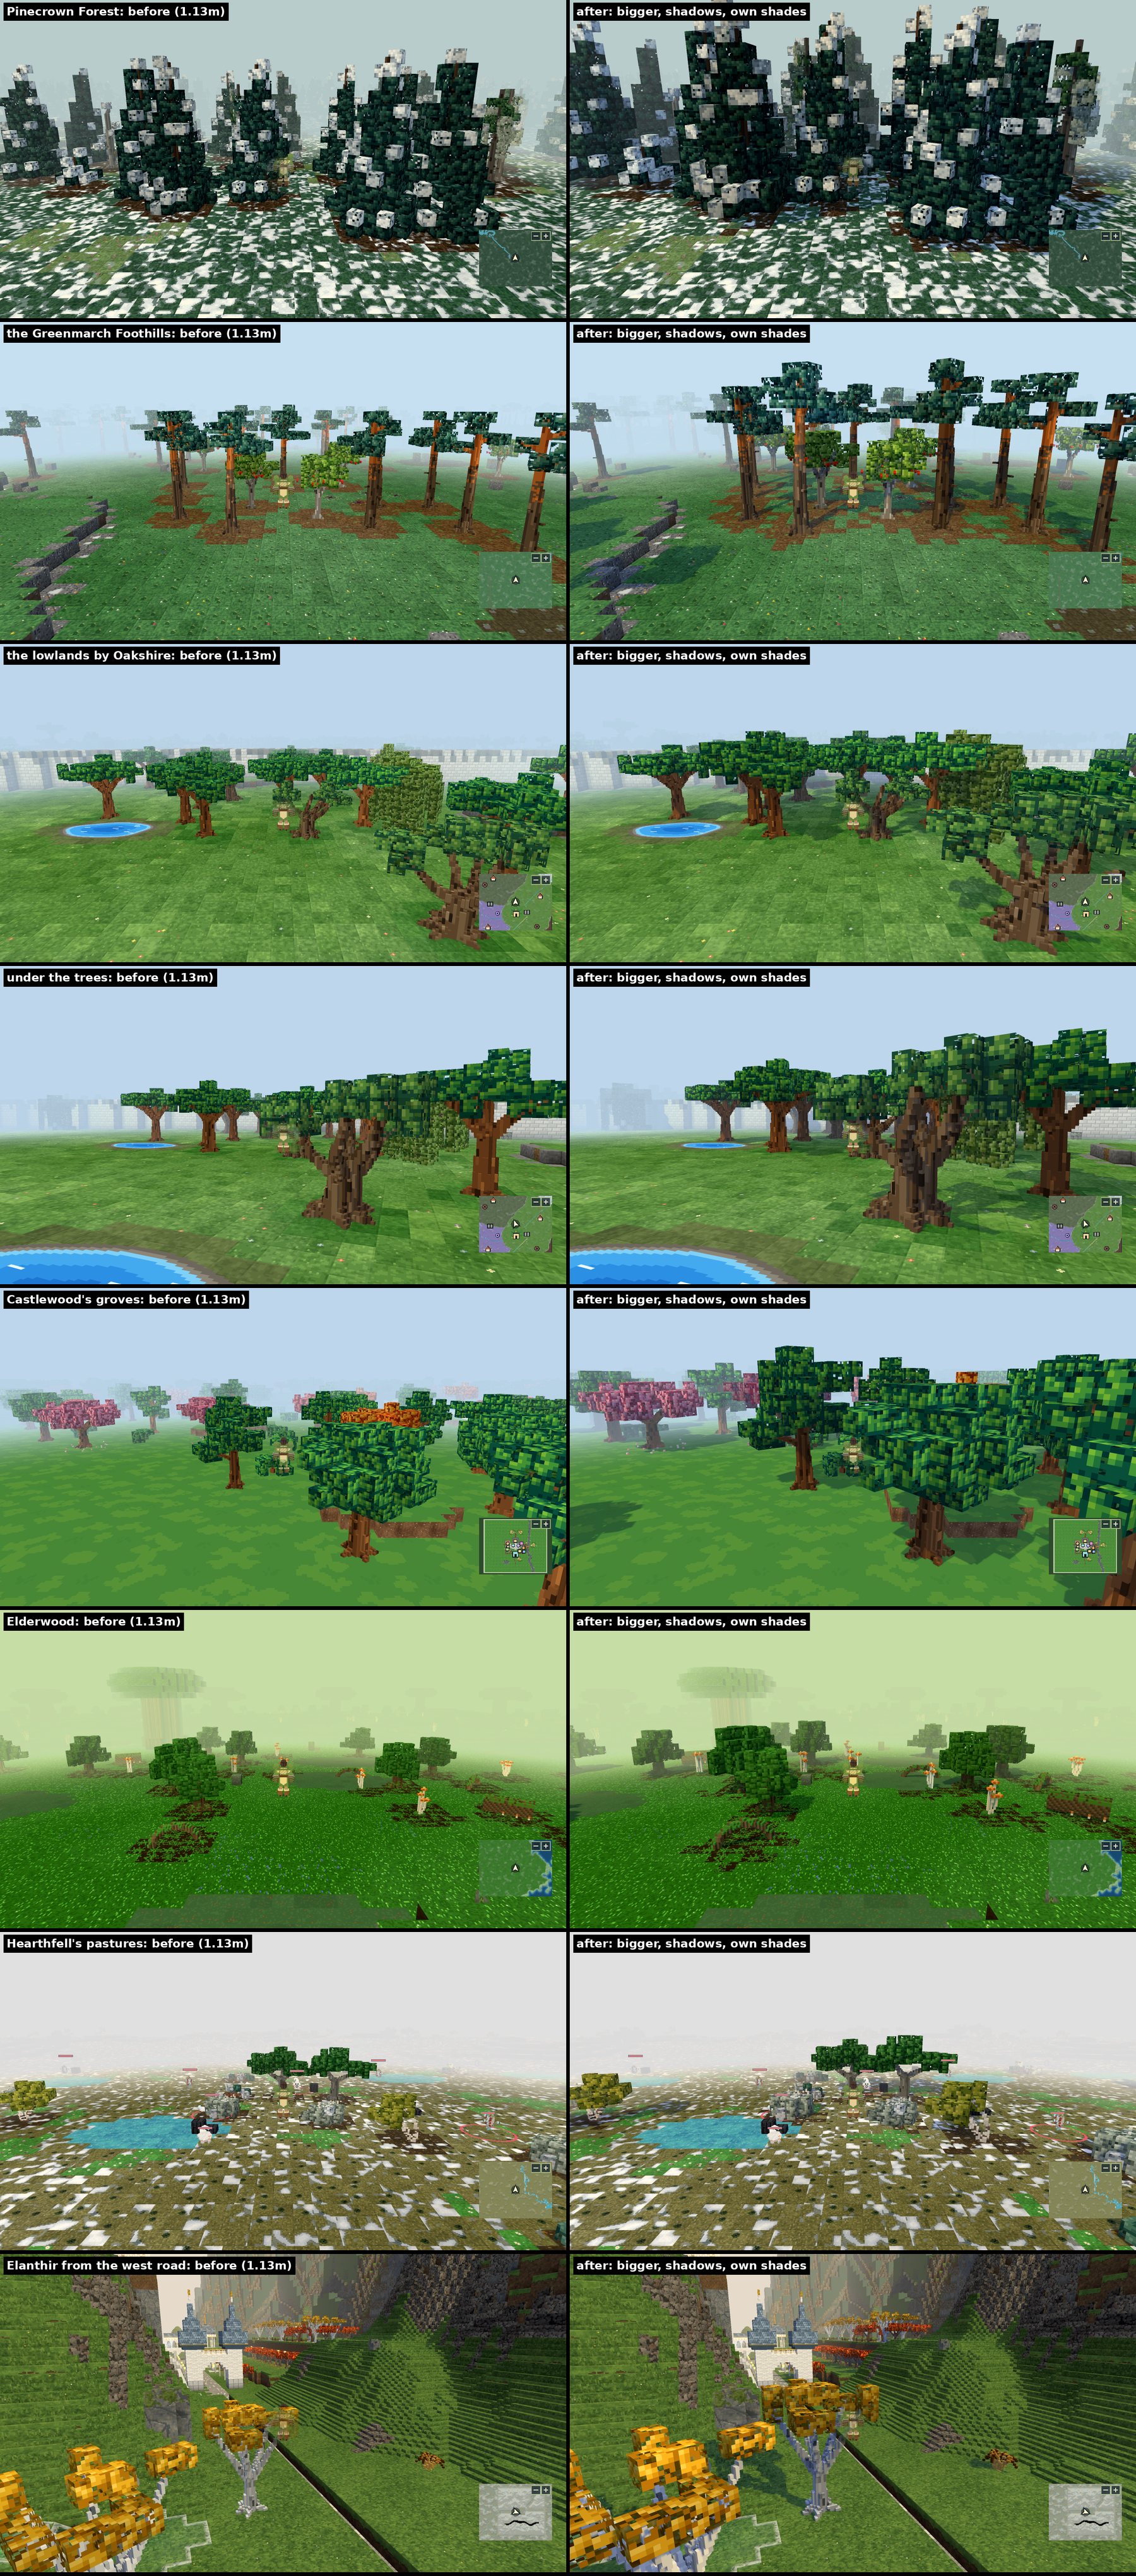 Pinecrown Forest: before (1.13m)
after: bigger, shadows, own shades
the Greenmarch Foothills: before (1.13m)
after: bigger, shadows, own shades
the lowlands by Oakshire: before (1.13m)
after: bigger, shadows, own shades
under the trees: before (1.13m)
after: bigger, shadows, own shades
Castlewood's groves: before (1.13m)
after: bigger, shadows, own shades
Elderwood: before (1.13m)
after: bigger, shadows, own shades
Hearthfell's pastures: before (1.13m)
after: bigger, shadows, own shades
Elanthir from the west road: before (1.13m)
after: bigger, shadows, own shades